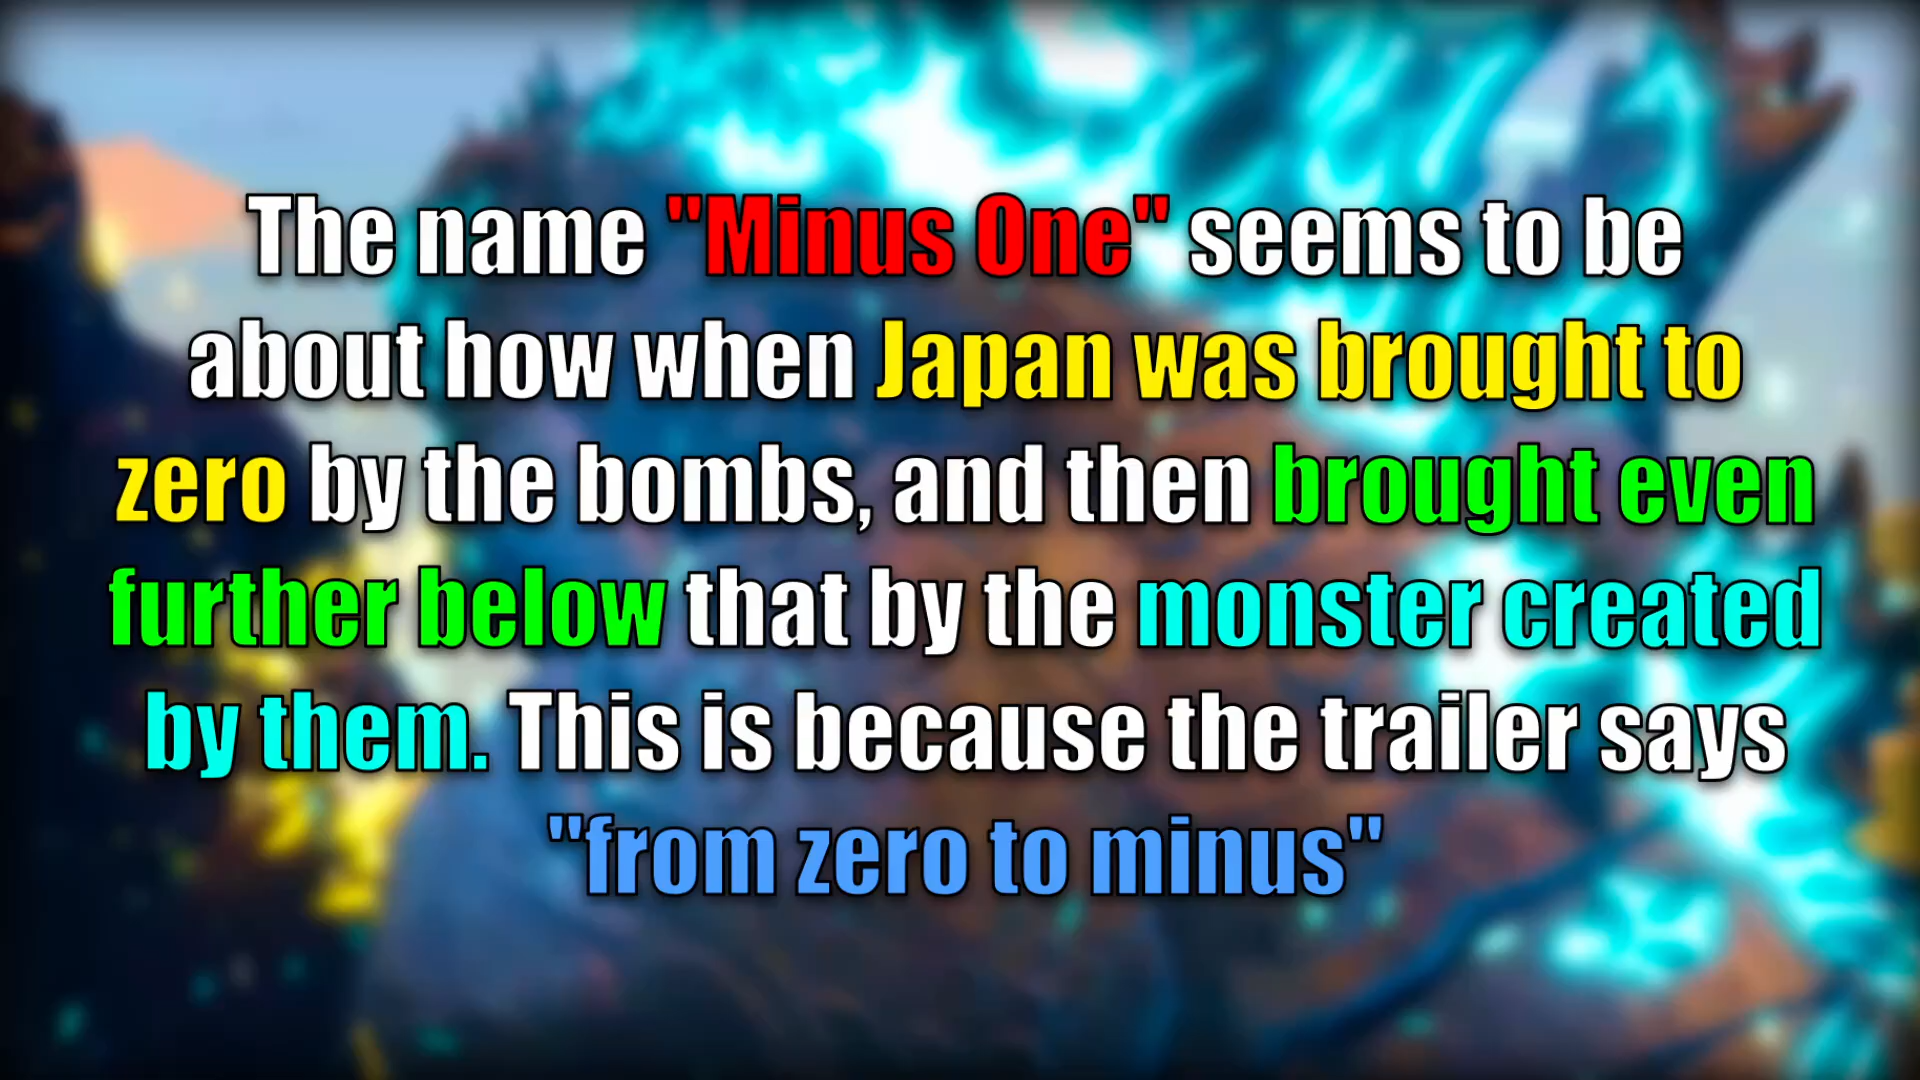 The name "Minus One" seems to be
about how when Japan was brought to
zero by the bombs, and then brought even
further below that by the monster created
by them. This is because the trailer says
"from zero to minus"